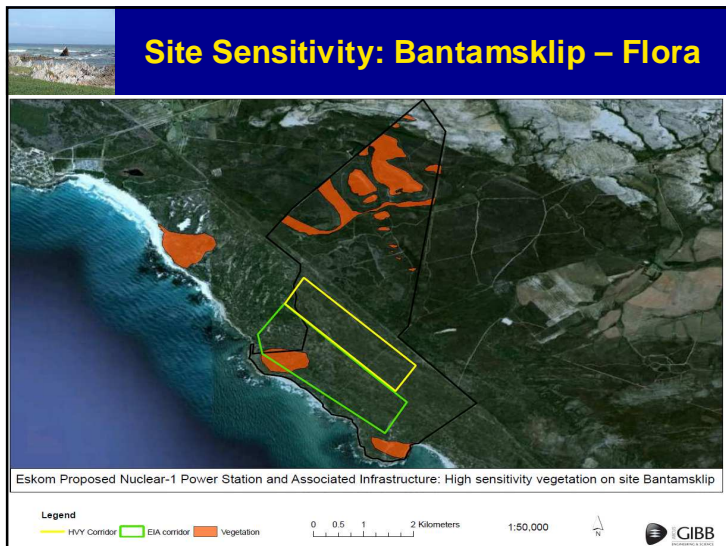 Site Sensitivity: Bantamsklip – Flora
Eskom Proposed Nuclear-1 Power Station and Associated Infrastructure: High sensitivity vegetation on site Bantamsklip
Legend
HVY Corridor EIA corridor Vegetation
0 0.5 1 2 Kilometers
1:50,000
N
GIBB